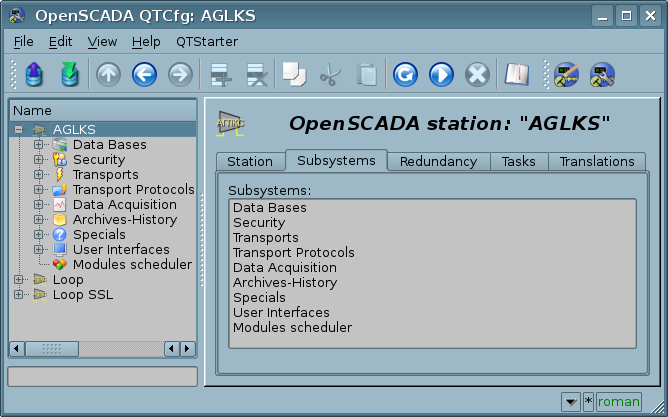 OpenSCADA QTCfg: AGLKS
File Edit View Help QTStarter
Name
AGLKS
Data Bases
Security
Transports
Transport Protocols
Data Acquisition
Archives-History
Specials
User Interfaces
Modules scheduler
Loop
Loop SSL
АГЛКС
OpenSCADA station: "AGLKS"
Station Subsystems Redundancy Tasks Translations
Subsystems:
Data Bases
Security
Transports
Transport Protocols
Data Acquisition
Archives-History
Specials
User Interfaces
Modules scheduler
* roman